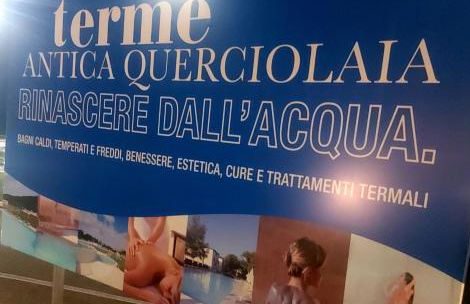 terme
ANTICA QUERCIOLAIA
RINASCERE DALL'ACQUA.
BAGNI CALDI, TEMPERATI E FREDDI, BENESSERE, ESTETICA, CURE E TRATTAMENTI TERMALI